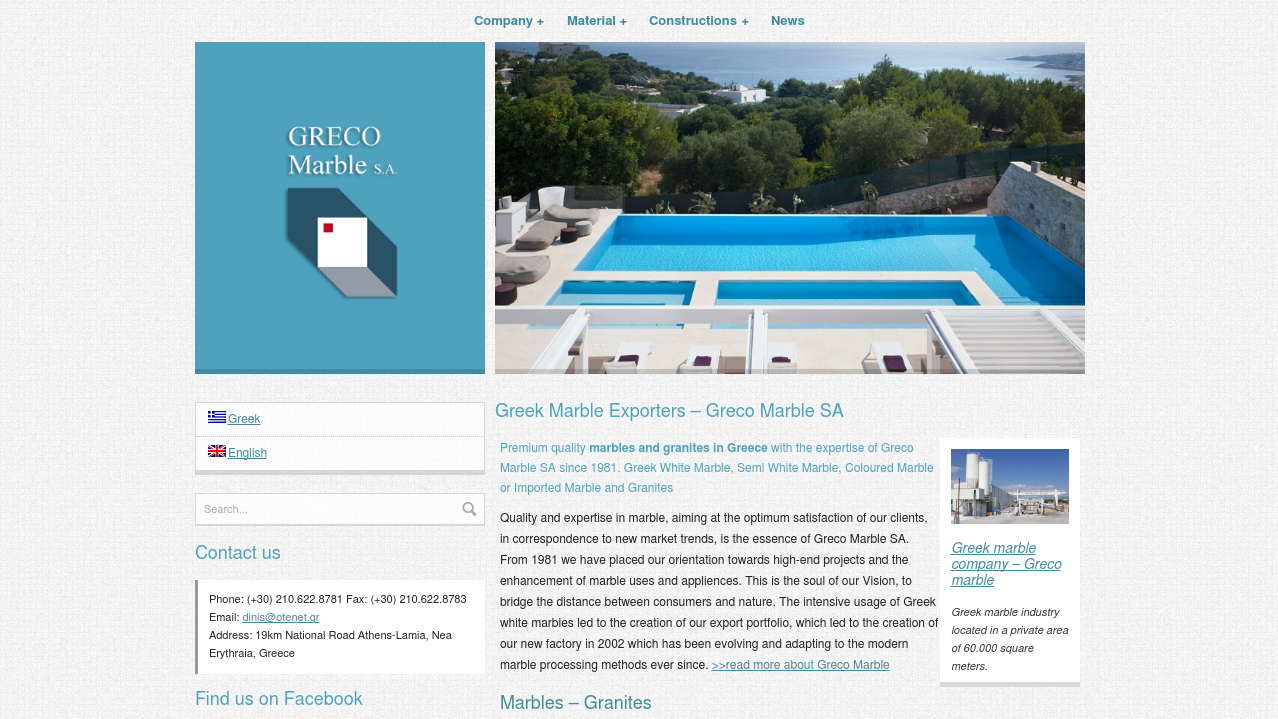 Company +
Material +
Constructions +
News
GRECO
Marble S.A.
Greek
English
Search...
Contact us
Phone: (+30) 210.622.8781 Fax: (+30) 210.622.8783
Email: dinis@otenet.gr
Address: 19km National Road Athens-Lamia, Nea
Erythraia, Greece
Find us on Facebook
Greek Marble Exporters – Greco Marble SA
Premium quality marbles and granites in Greece with the expertise of Greco
Marble SA since 1981. Greek White Marble, Semi White Marble, Coloured Marble
or Imported Marble and Granites
Quality and expertise in marble, aiming at the optimum satisfaction of our clients,
in correspondence to new market trends, is the essence of Greco Marble SA.
From 1981 we have placed our orientation towards high-end projects and the
enhancement of marble uses and appliences. This is the soul of our Vision, to
bridge the distance between consumers and nature. The intensive usage of Greek
white marbles led to the creation of our export portfolio, which led to the creation of
our new factory in 2002 which has been evolving and adapting to the modern
marble processing methods ever since. >>read more about Greco Marble
Marbles – Granites
Greek marble
company – Greco
marble
Greek marble industry
located in a private area
of 60.000 square
meters.